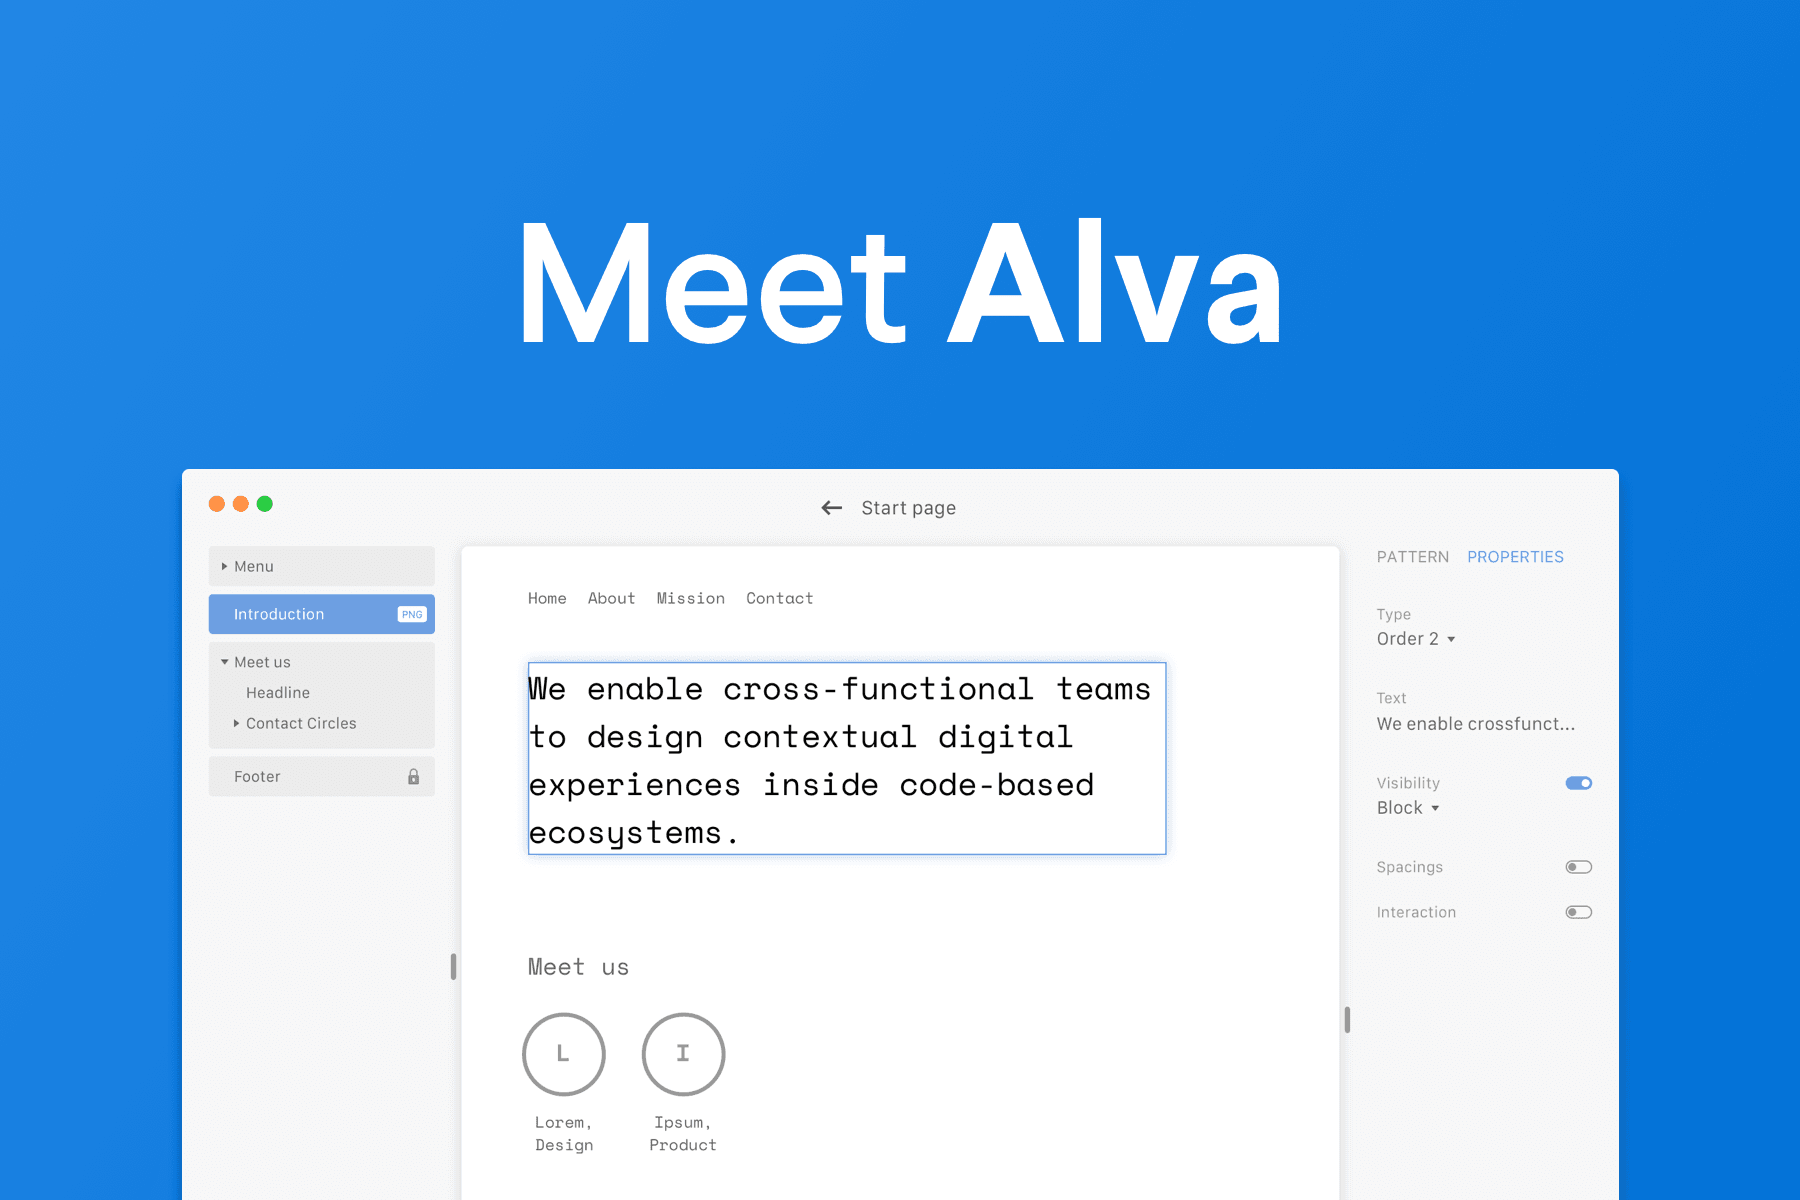 Meet Alva
Start page
Menu
Introduction PNG
Meet us
Headline
Contact Circles
Footer
Home About Mission Contact
We enable cross-functional teams
to design contextual digital
experiences inside code-based
ecosystems.
Meet us
L I
Lorem, Ipsum,
Design Product
PATTERN PROPERTIES
Type
Order 2
Text
We enable crossfunct...
Visibility
Block
Spacings
Interaction